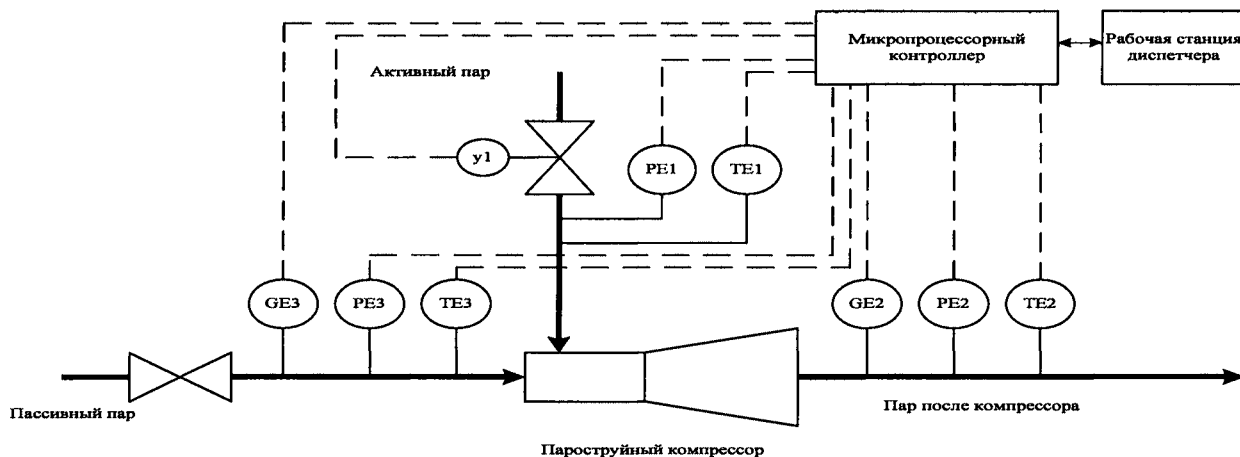 Микропроцессорный
контроллер
Рабочая станция
диспетчера
Активный пар
y1
PE1
TE1
GE3
PE3
TE3
GE2
PE2
TE2
Пассивный пар
Пар после компрессора
Пароструйный компрессор